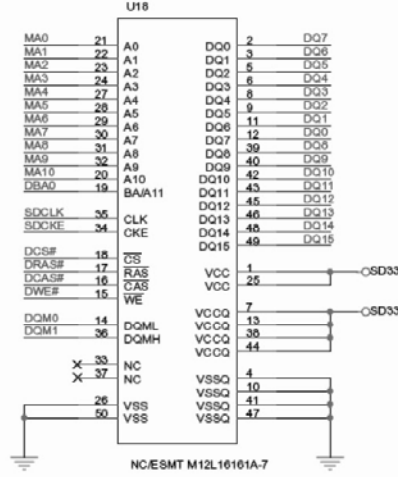 U18
MA0 21 A0 DQ0 2 DQ7
MA1 22 A1 DQ1 3 DQ6
MA2 23 A2 DQ2 5 DQ5
MA3 24 A3 DQ3 6 DQ4
MA4 27 A4 DQ4 8 DQ3
MA5 28 A5 DQ5 9 DQ2
MA6 29 A6 DQ6 11 DQ1
MA7 30 A7 DQ7 12 DQ0
MA8 31 A8 DQ8 39 DQ8
MA9 32 A9 DQ9 40 DQ9
MA10 20 A10 DQ10 42 DQ10
DBA0 19 BA/A11 DQ11 43 DQ11
DQ12 45 DQ12
SDCLK 35 CLK DQ13 46 DQ13
SDCKE 34 CKE DQ14 48 DQ14
DQ15 49 DQ15
DCS# 18 CS
DRAS# 17 RAS VCC 1 SD33
DCAS# 16 CAS VCC 25
DWE# 15 WE
VCCQ 7 SD33
DQM0 14 DQML VCCQ 13
DQM1 36 DQMH VCCQ 38
VCCQ 44
33 NC
37 NC VSSQ 4
VSSQ 10
26 VSS VSSQ 41
50 VSS VSSQ 47
NC/ESMT M12L16161A-7